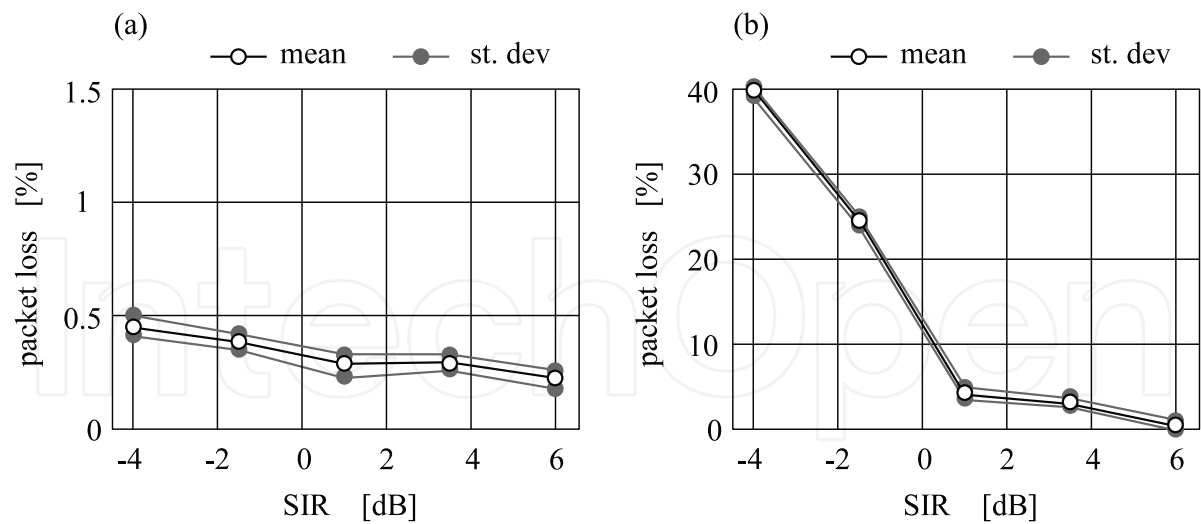 (a)
mean st. dev
1.5
1
0.5
0
packet loss [%]
-4 -2 0 2 4 6
SIR [dB]
(b)
mean st. dev
40
30
20
10
0
packet loss [%]
-4 -2 0 2 4 6
SIR [dB]
IntechOpen